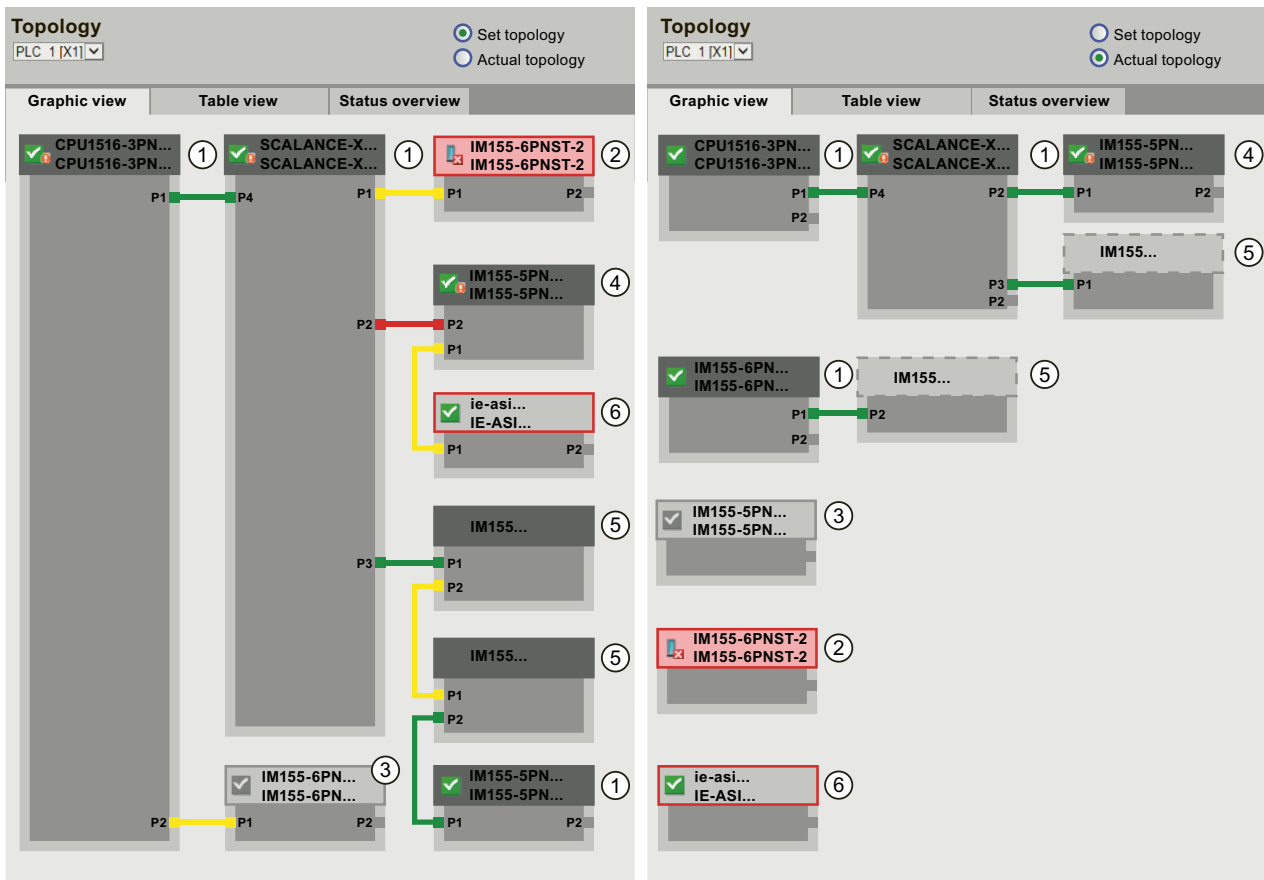 Topology
PLC 1 [X1]
Set topology
Actual topology
Graphic view
Table view
Status overview
CPU1516-3PN...
CPU1516-3PN...
1
SCALANCE-X...
SCALANCE-X...
1
IM155-6PNST-2
IM155-6PNST-2
2
P1
P4
P1
P1
P2
IM155-5PN...
IM155-5PN...
4
P2
P2
P1
ie-asi...
IE-ASI...
6
P1
P2
IM155...
5
P3
P1
P2
IM155...
5
P1
P2
IM155-6PN...
IM155-6PN...
3
IM155-5PN...
IM155-5PN...
1
P2
P1
P2
P1
P2
Topology
PLC 1 [X1]
Set topology
Actual topology
Graphic view
Table view
Status overview
CPU1516-3PN...
CPU1516-3PN...
1
SCALANCE-X...
SCALANCE-X...
1
IM155-5PN...
IM155-5PN...
4
P1
P4
P2
P1
P2
P2
IM155...
5
P3
P1
P2
IM155-6PN...
IM155-6PN...
1
IM155...
5
P1
P2
P2
IM155-5PN...
IM155-5PN...
3
IM155-6PNST-2
IM155-6PNST-2
2
ie-asi...
IE-ASI...
6